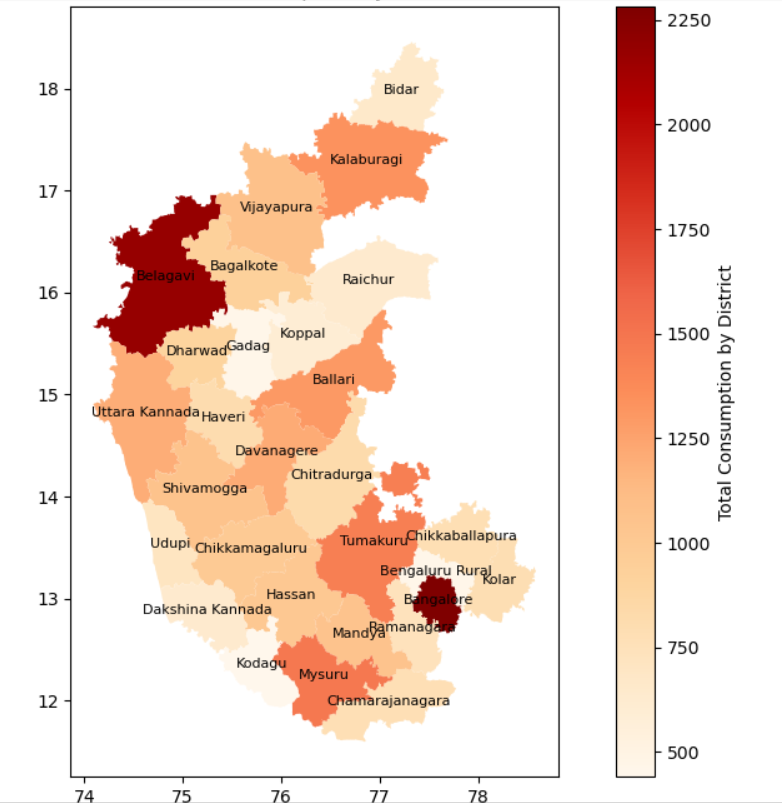 18
17
16
15
14
13
12
74
75
76
77
78
Bidar
Kalaburagi
Vijayapura
Belagavi
Bagalkote
Raichur
Koppal
Gadag
Dharwad
Ballari
Uttara Kannada
Haveri
Davanagere
Chitradurga
Shivamogga
Tumakuru
Chikkaballapura
Udupi
Chikkamagaluru
Bengaluru Rural
Kolar
Hassan
Bangalore
Dakshina Kannada
Ramanagara
Mandya
Kodagu
Mysuru
Chamarajanagara
2250
2000
1750
1500
1250
1000
750
500
Total Consumption by District